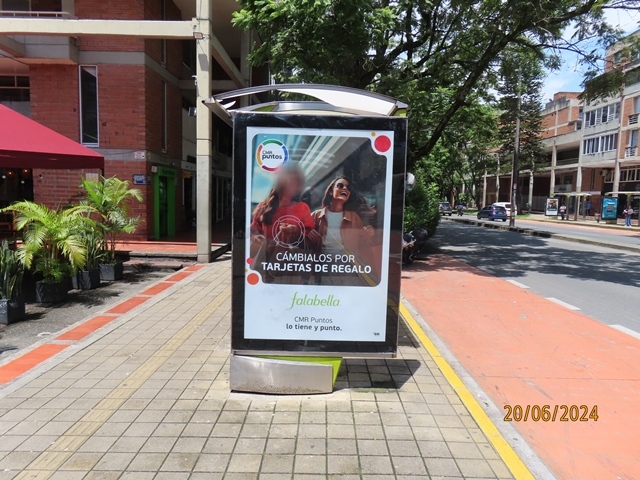 CMR
puntos
CÁMBIALOS POR
TARJETAS DE REGALO
falabella
CMR Puntos
lo tiene y punto.
20/06/2024